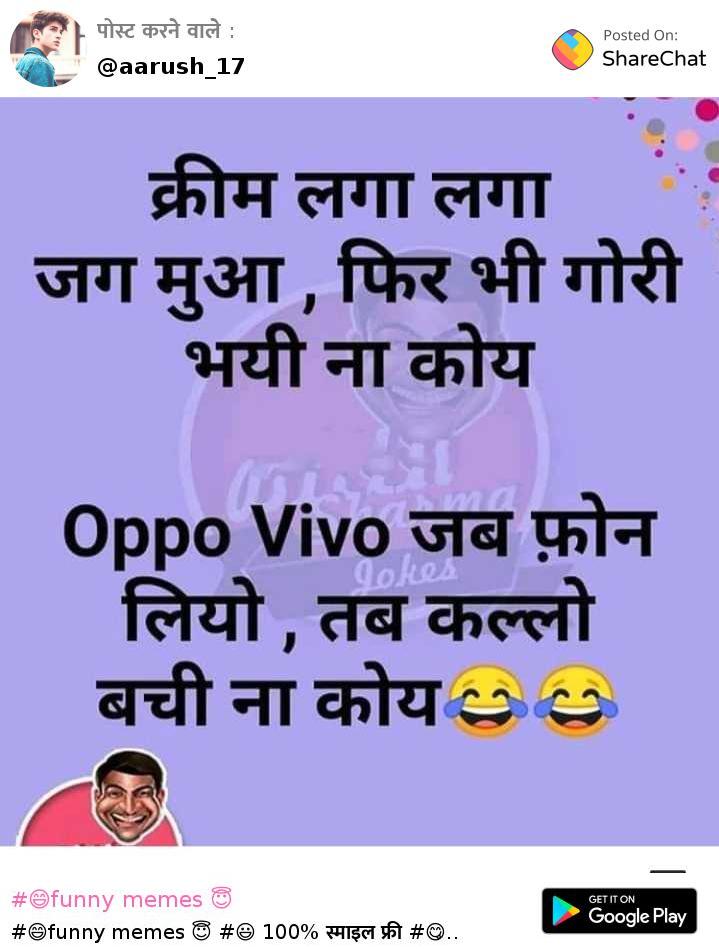 पोस्ट करने वाले :
@aarush_17
Posted On:
ShareChat
क्रीम लगा लगा
जग मुआ , फिर भी गोरी
भयी ना कोय
Oppo Vivo जब फ़ोन
लियो , तब कल्लो
बची ना कोय😂😂
Sharma
Jokes
#😄funny memes 😇
#😄funny memes 😇 #😃 100% स्माइल फ्री #😋..
GET IT ON
Google Play